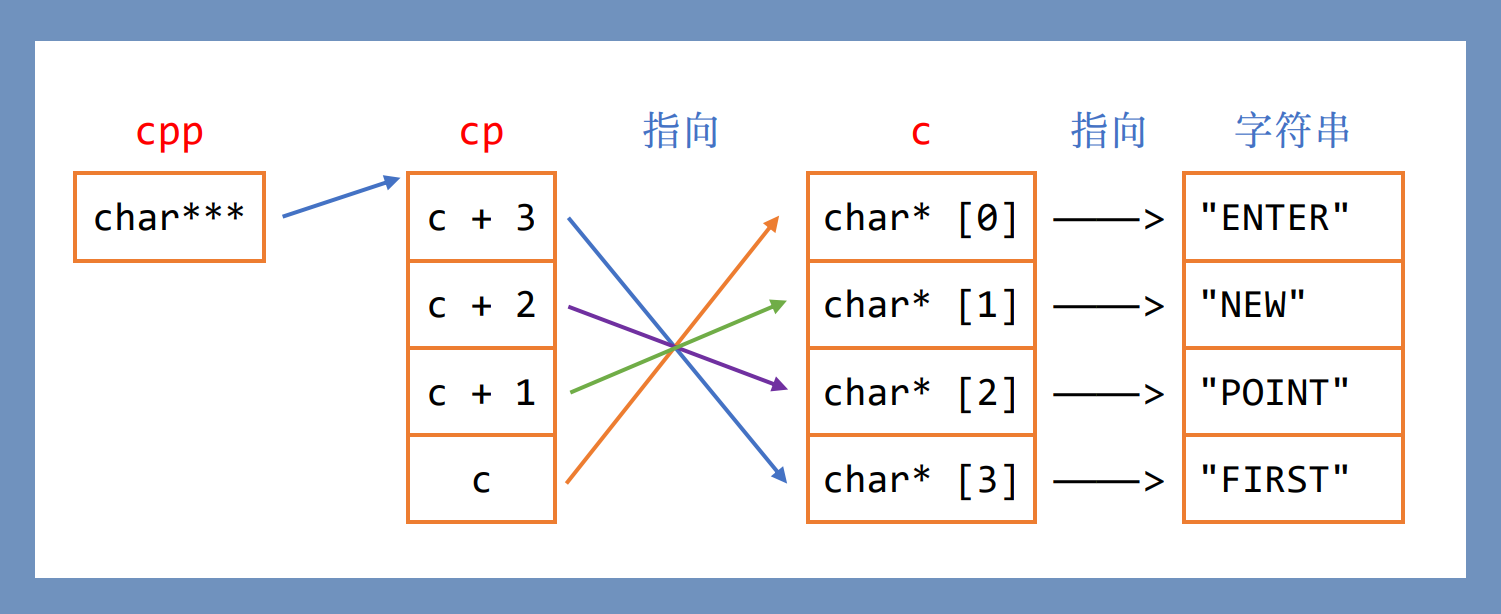 cpp cp 指向 c 指向 字符串
char*** c + 3 char* [0] ————> "ENTER"
c + 2 char* [1] ————> "NEW"
c + 1 char* [2] ————> "POINT"
c char* [3] ————> "FIRST"